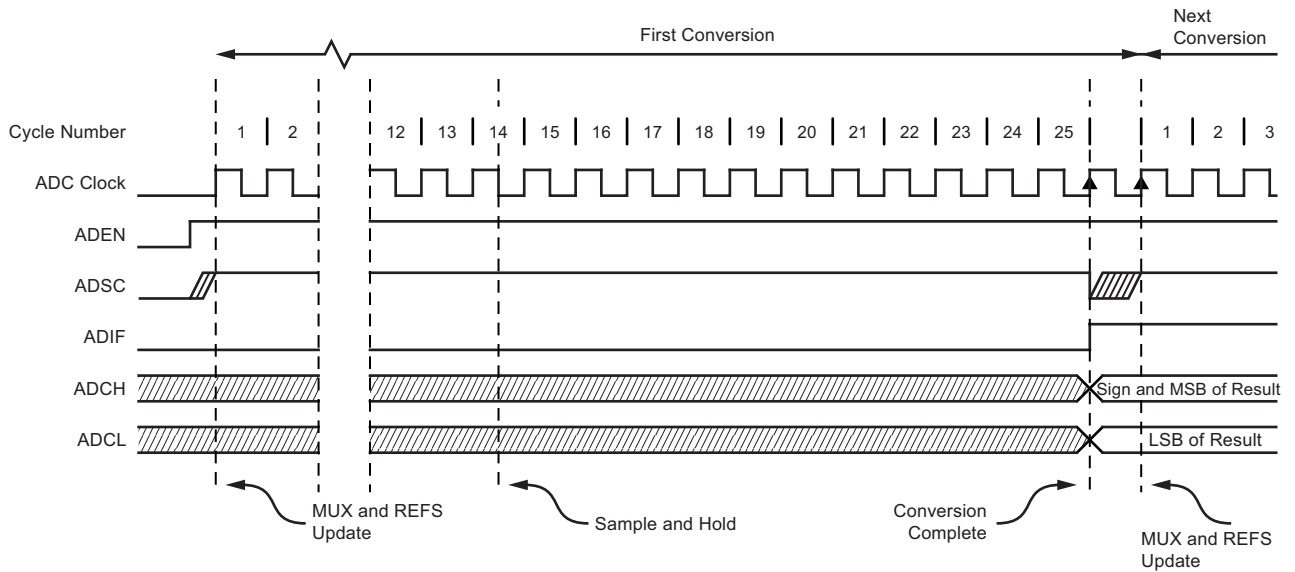 First Conversion
Next
Conversion
Cycle Number 1 2 12 13 14 15 16 17 18 19 20 21 22 23 24 25 1 2 3
ADC Clock
ADEN
ADSC
ADIF
ADCH Sign and MSB of Result
ADCL LSB of Result
MUX and REFS
Update
Sample and Hold
Conversion
Complete
MUX and REFS
Update